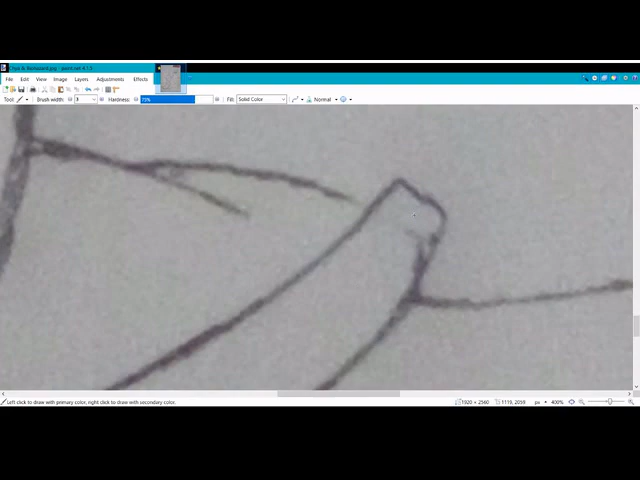 File Edit View Image Layers Adjustments Effects
Tool: Brush width: Hardness: 75% Fill: Solid Color Normal
Left click to draw with primary color, right click to draw with secondary color. 1920 × 2560 1119, 2059 px 400%